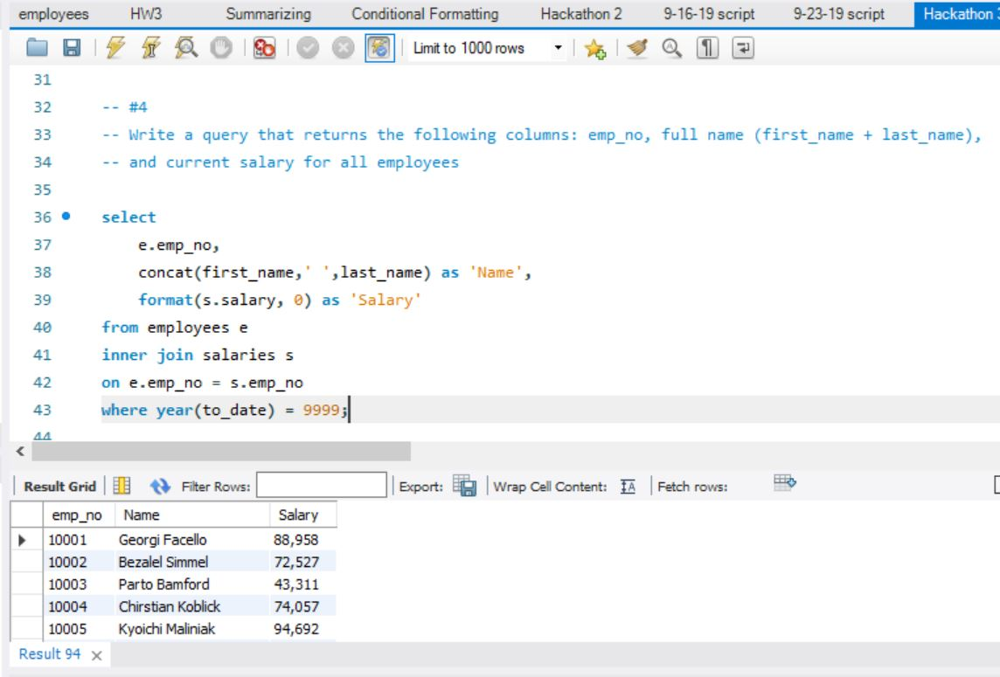 employees HW3 Summarizing Conditional Formatting Hackathon 2 9-16-19 script 9-23-19 script Hackathon
Limit to 1000 rows
31
32 -- #4
33 -- Write a query that returns the following columns: emp_no, full name (first_name + last_name),
34 -- and current salary for all employees
35
36 select
37 e.emp_no,
38 concat(first_name,' ',last_name) as 'Name',
39 format(s.salary, 0) as 'Salary'
40 from employees e
41 inner join salaries s
42 on e.emp_no = s.emp_no
43 where year(to_date) = 9999;
44
Result Grid Filter Rows: Export: Wrap Cell Content: Fetch rows:
emp_no Name Salary
10001 Georgi Facello 88,958
10002 Bezalel Simmel 72,527
10003 Parto Bamford 43,311
10004 Chirstian Koblick 74,057
10005 Kyoichi Maliniak 94,692
Result 94